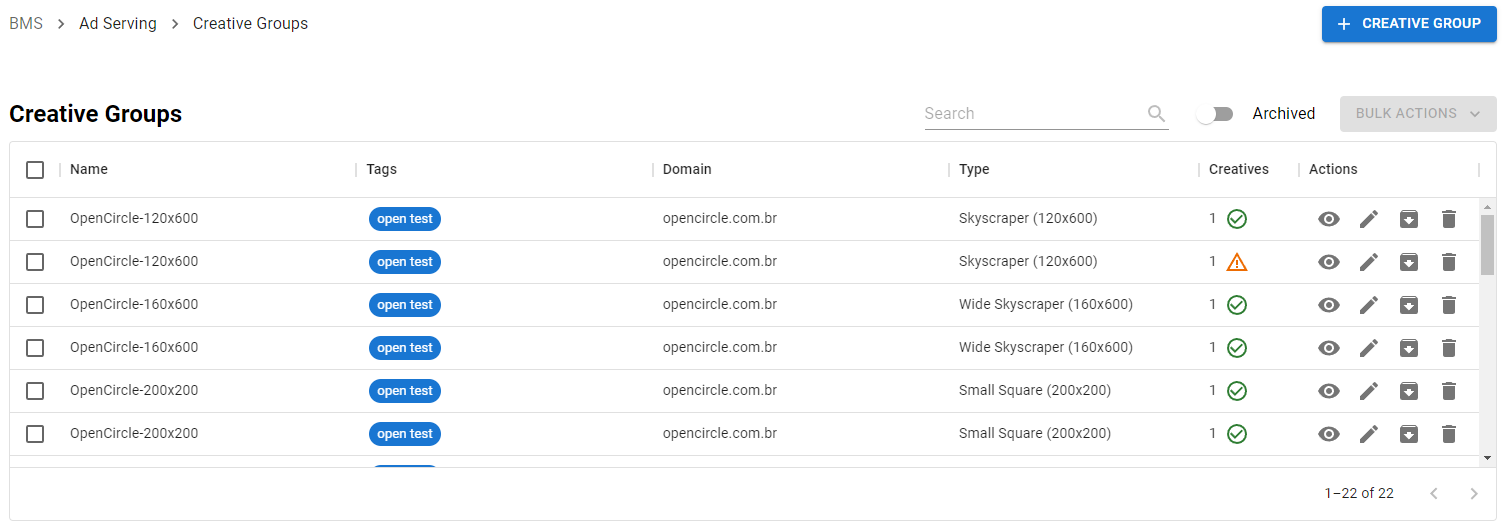 BMS > Ad Serving > Creative Groups
+ CREATIVE GROUP
Creative Groups
Search
Archived
BULK ACTIONS
Name Tags Domain Type Creatives Actions
OpenCircle-120x600 open test opencircle.com.br Skyscraper (120x600) 1
OpenCircle-120x600 open test opencircle.com.br Skyscraper (120x600) 1
OpenCircle-160x600 open test opencircle.com.br Wide Skyscraper (160x600) 1
OpenCircle-160x600 open test opencircle.com.br Wide Skyscraper (160x600) 1
OpenCircle-200x200 open test opencircle.com.br Small Square (200x200) 1
OpenCircle-200x200 open test opencircle.com.br Small Square (200x200) 1
1–22 of 22